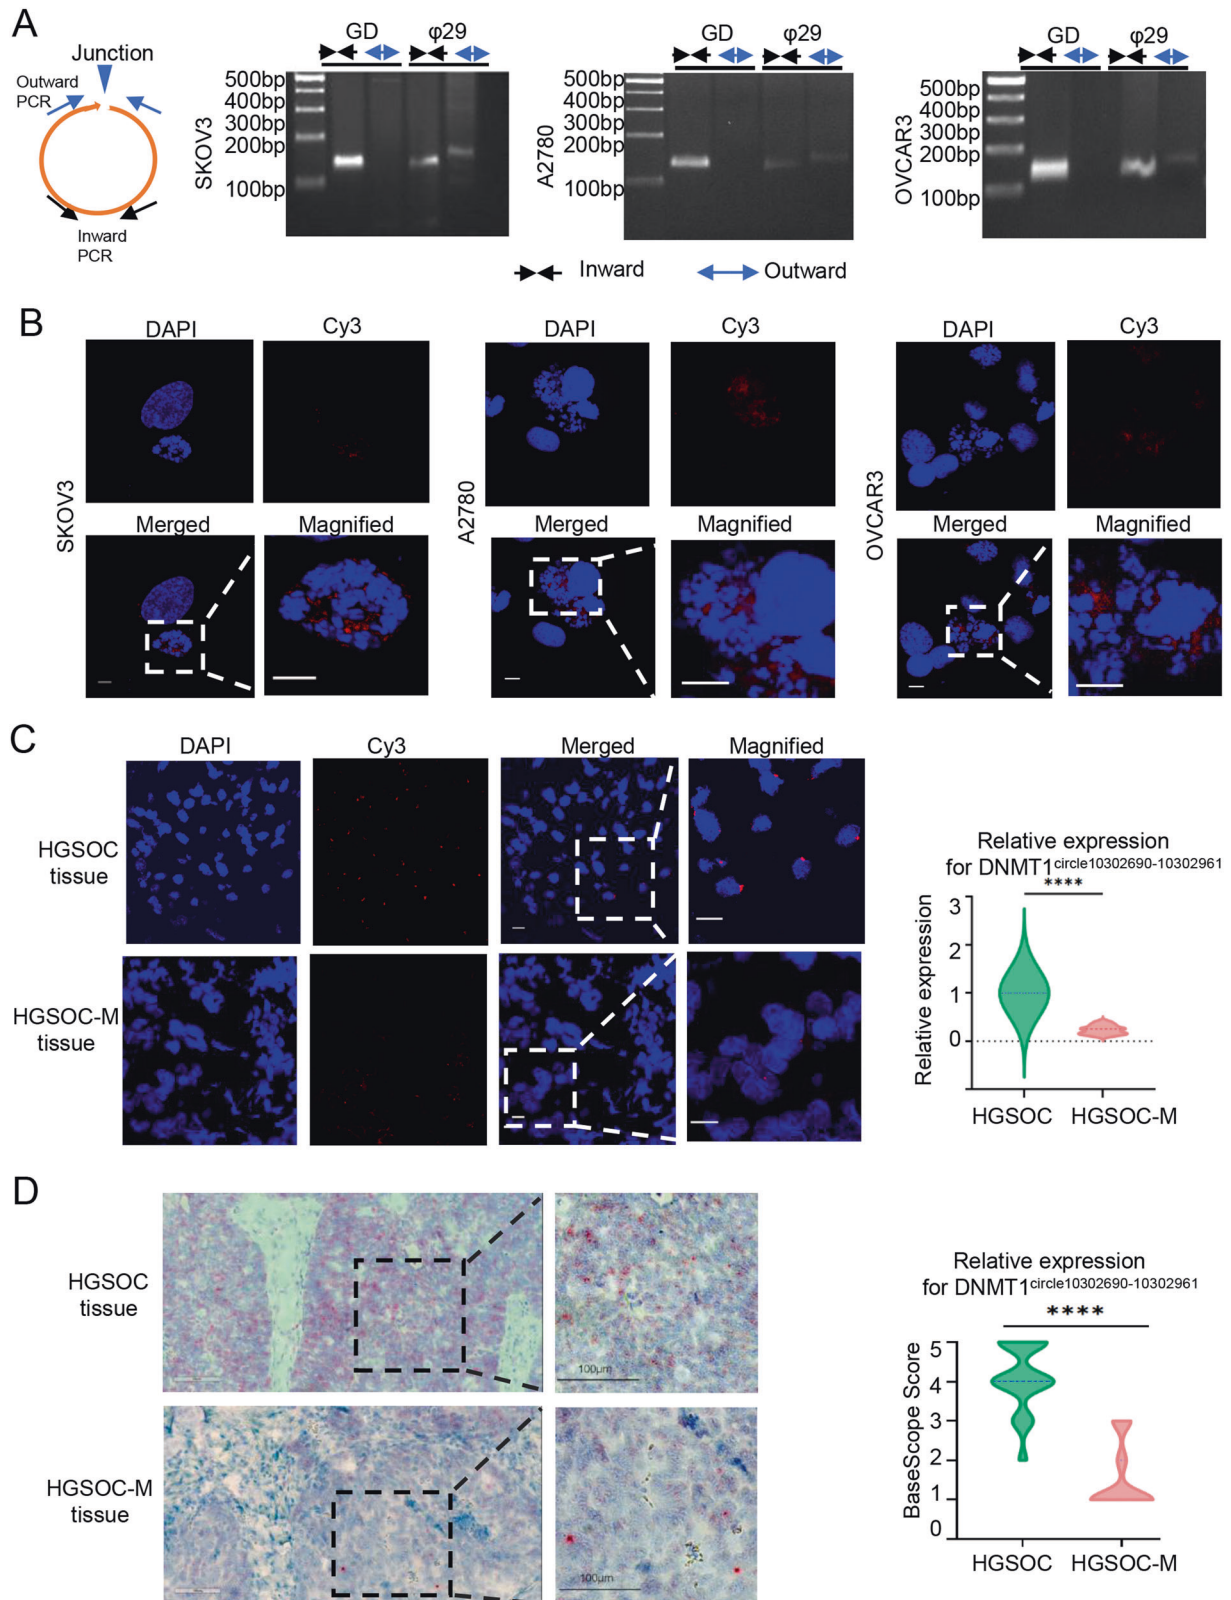 A
Junction
Outward
PCR
Inward
PCR
SKOV3
GD φ29
500bp
400bp
300bp
200bp
100bp
A2780
GD φ29
500bp
400bp
300bp
200bp
100bp
OVCAR3
GD φ29
500bp
400bp
300bp
200bp
100bp
Inward Outward
B
SKOV3
DAPI Cy3
Merged Magnified
A2780
DAPI Cy3
Merged Magnified
OVCAR3
DAPI Cy3
Merged Magnified
C
DAPI Cy3 Merged Magnified
HGSOC
tissue
HGSOC-M
tissue
Relative expression
for DNMT1circle10302690-10302961
****
Relative expression
3
2
1
0
HGSOC HGSOC-M
D
HGSOC
tissue
100μm
HGSOC-M
tissue
100μm
Relative expression
for DNMT1circle10302690-10302961
****
BaseScope Score
5
4
3
2
1
0
HGSOC HGSOC-M